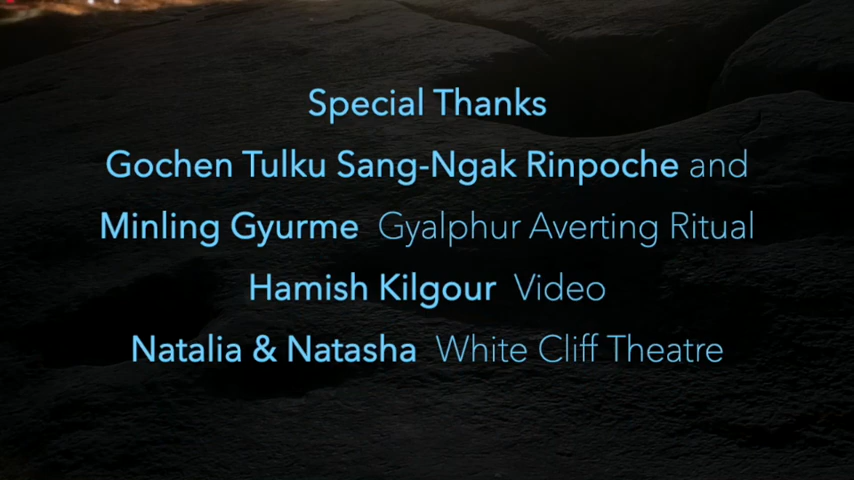 Special Thanks
Gochen Tulku Sang-Ngak Rinpoche and
Minling Gyurme Gyalphur Averting Ritual
Hamish Kilgour Video
Natalia & Natasha White Cliff Theatre